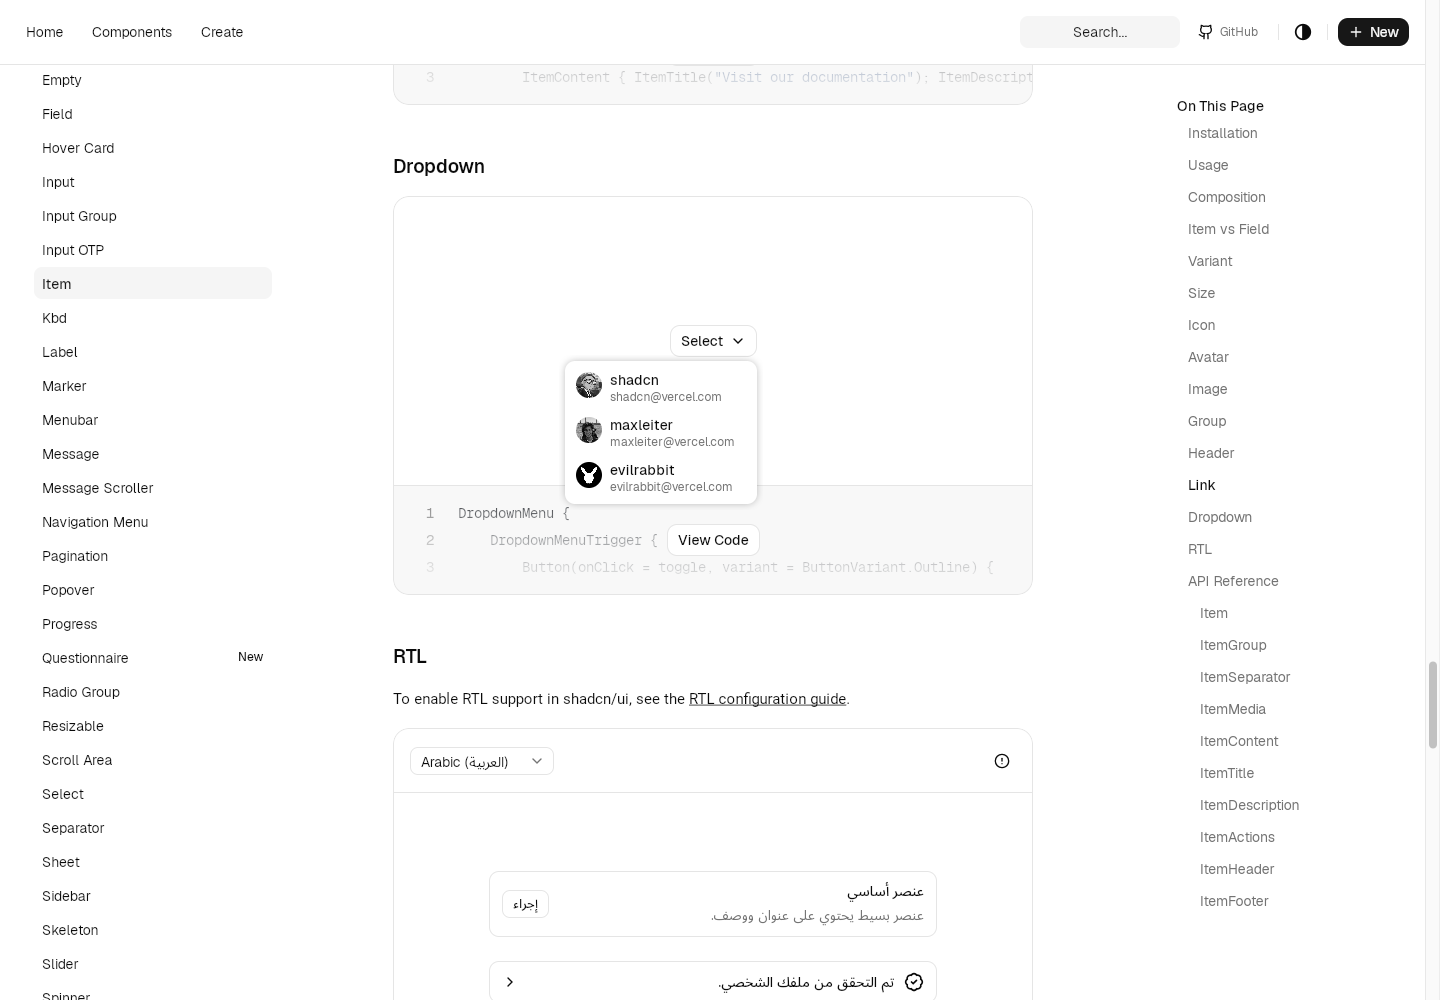 Home
Components
Create
Search...
GitHub
New
Empty
Field
Hover Card
Input
Input Group
Input OTP
Item
Kbd
Label
Marker
Menubar
Message
Message Scroller
Navigation Menu
Pagination
Popover
Progress
Questionnaire New
Radio Group
Resizable
Scroll Area
Select
Separator
Sheet
Sidebar
Skeleton
Slider
Spinner
3 ItemContent { ItemTitle("Visit our documentation"); ItemDescript
Dropdown
Select
shadcn
shadcn@vercel.com
maxleiter
maxleiter@vercel.com
evilrabbit
evilrabbit@vercel.com
1 DropdownMenu {
2 DropdownMenuTrigger {
View Code
3 Button(onClick = toggle, variant = ButtonVariant.Outline) {
RTL
To enable RTL support in shadcn/ui, see the RTL configuration guide.
Arabic (العربية)
عنصر أساسي
عنصر بسيط يحتوي على عنوان ووصف.
إجراء
تم التحقق من ملفك الشخصي.
On This Page
Installation
Usage
Composition
Item vs Field
Variant
Size
Icon
Avatar
Image
Group
Header
Link
Dropdown
RTL
API Reference
Item
ItemGroup
ItemSeparator
ItemMedia
ItemContent
ItemTitle
ItemDescription
ItemActions
ItemHeader
ItemFooter